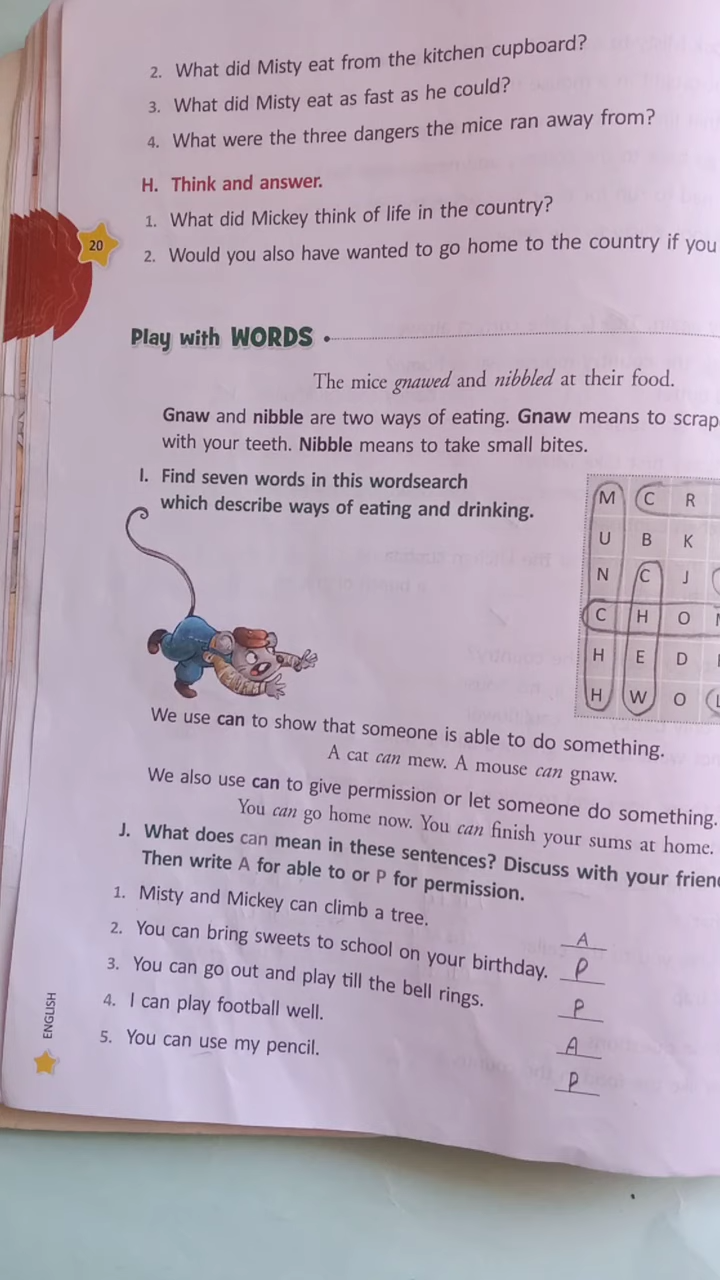 2. What did Misty eat from the kitchen cupboard?
3. What did Misty eat as fast as he could?
4. What were the three dangers the mice ran away from?
H. Think and answer.
1. What did Mickey think of life in the country?
20
2. Would you also have wanted to go home to the country if you
Play with WORDS
The mice gnawed and nibbled at their food.
Gnaw and nibble are two ways of eating. Gnaw means to scrap
with your teeth. Nibble means to take small bites.
I. Find seven words in this wordsearch
which describe ways of eating and drinking.
M C R
U B K
N C J
C H O
H E D
H W O
We use can to show that someone is able to do something.
A cat can mew. A mouse can gnaw.
We also use can to give permission or let someone do something.
You can go home now. You can finish your sums at home.
J. What does can mean in these sentences? Discuss with your frien
Then write A for able to or P for permission.
1. Misty and Mickey can climb a tree. A
2. You can bring sweets to school on your birthday. P
3. You can go out and play till the bell rings. P
4. I can play football well. A
5. You can use my pencil. P
ENGLISH